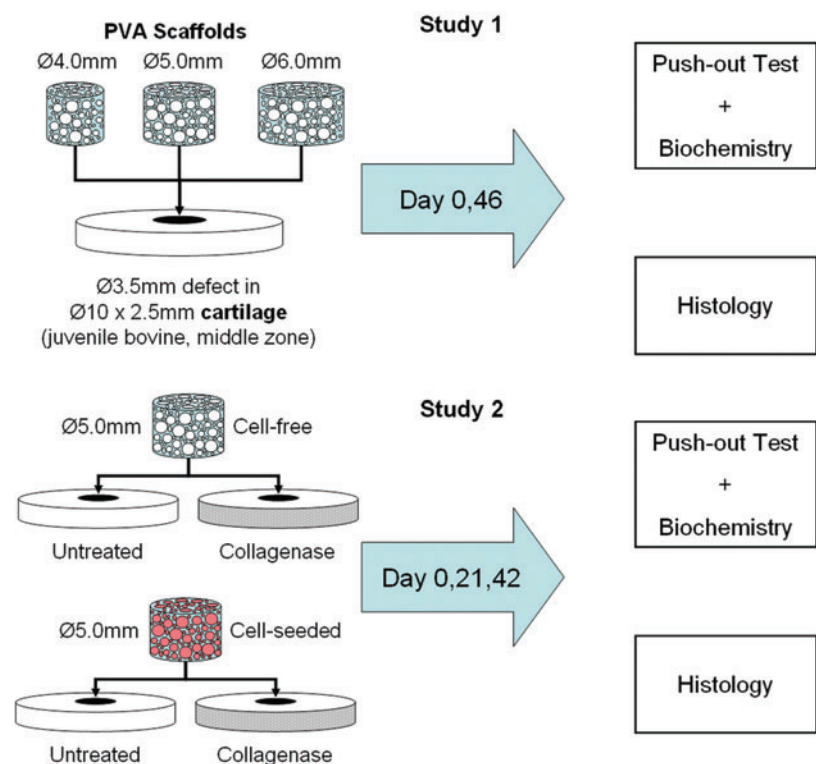 PVA Scaffolds
Ø4.0mm
Ø5.0mm
Ø6.0mm
Ø3.5mm defect in
Ø10 x 2.5mm cartilage
(juvenile bovine, middle zone)
Study 1
Day 0,46
Push-out Test
+
Biochemistry
Histology
Study 2
Ø5.0mm
Cell-free
Untreated
Collagenase
Ø5.0mm
Cell-seeded
Untreated
Collagenase
Day 0,21,42
Push-out Test
+
Biochemistry
Histology